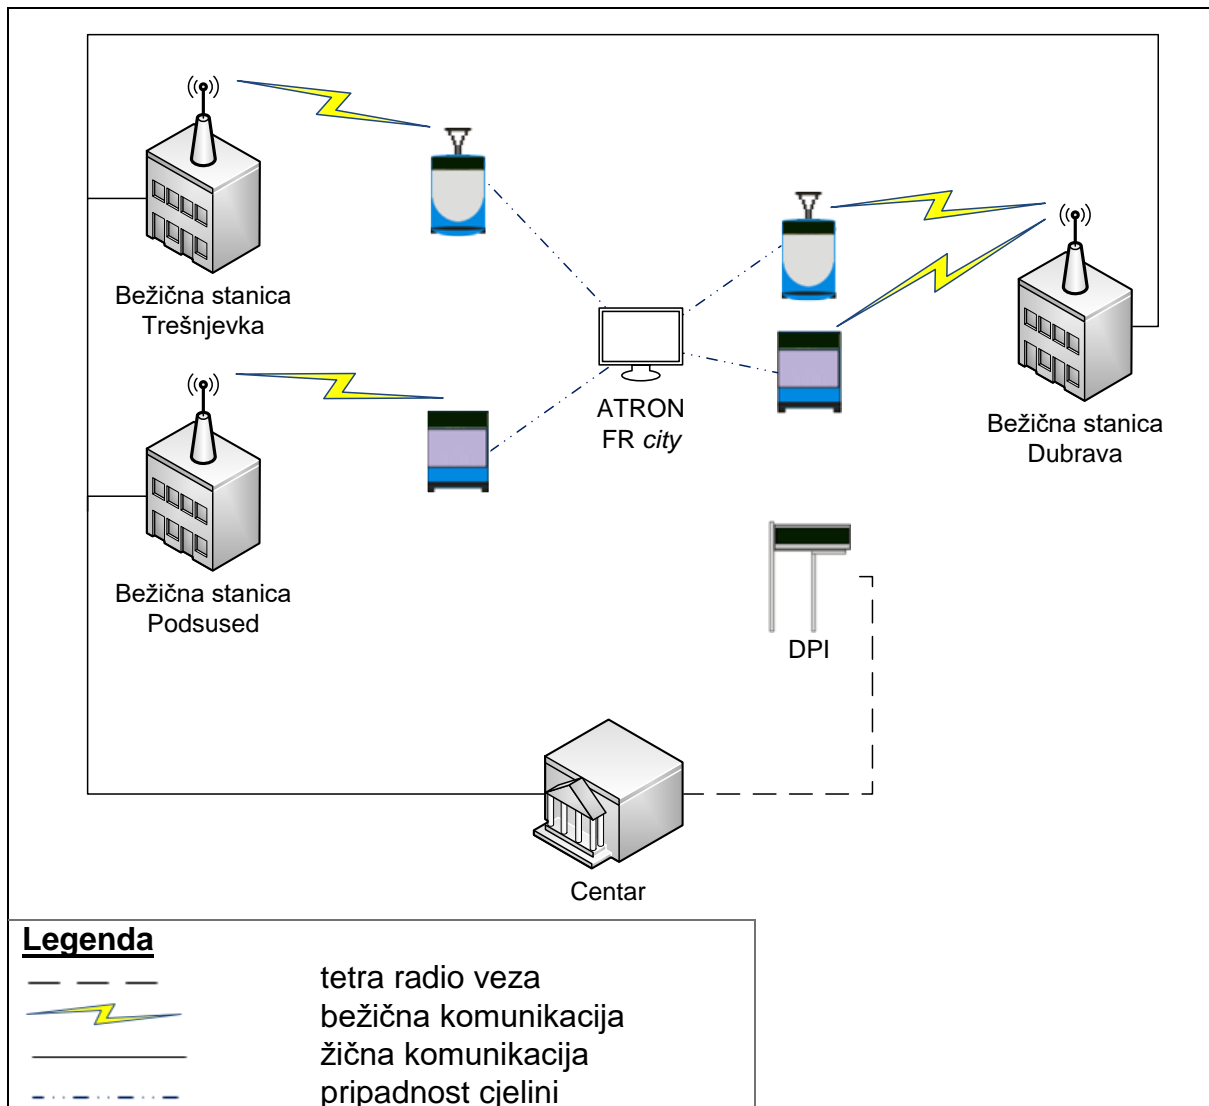 Bežična stanica
Trešnjevka
ATRON
FR city
Bežična stanica
Dubrava
Bežična stanica
Podsused
DPI
Centar
Legenda
tetra radio veza
bežična komunikacija
žična komunikacija
pripadnost cjelini